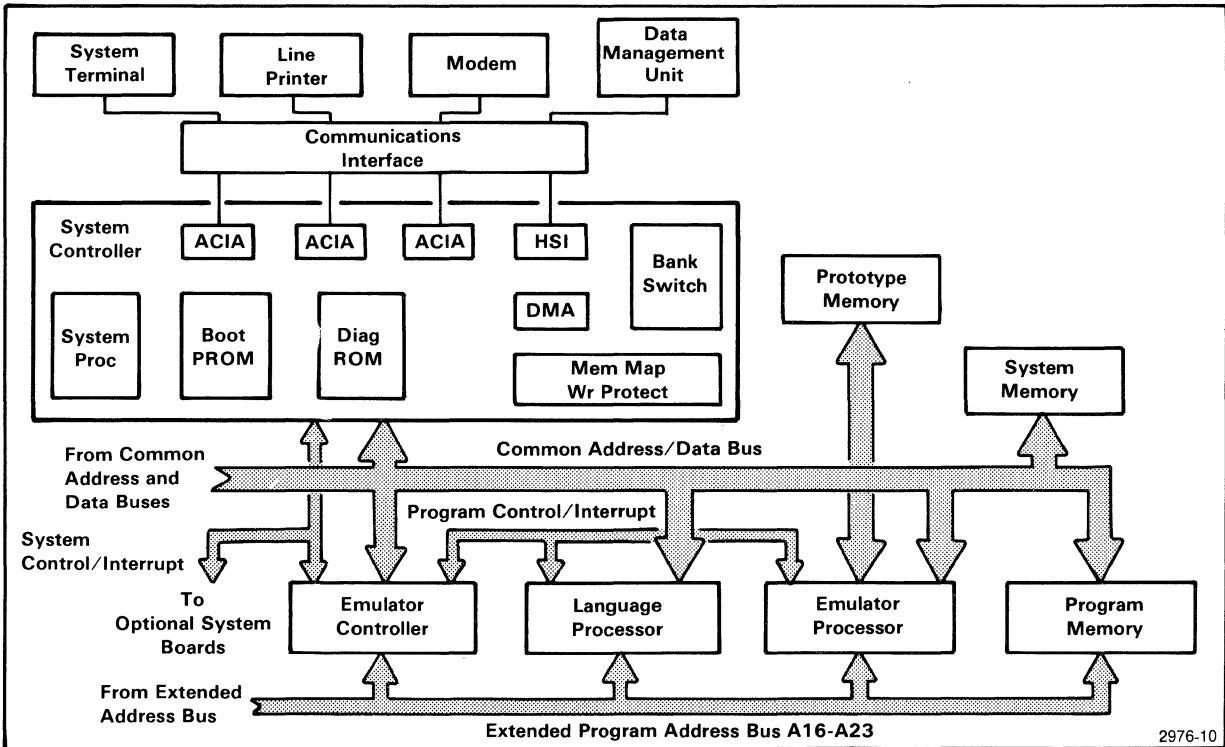 System
Terminal
Line
Printer
Modem
Data
Management
Unit
Communications
Interface
System
Controller
ACIA
ACIA
ACIA
HSI
Bank
Switch
System
Proc
Boot
PROM
Diag
ROM
DMA
Mem Map
Wr Protect
Prototype
Memory
System
Memory
From Common
Address and
Data Buses
Common Address/Data Bus
Program Control/Interrupt
System
Control/Interrupt
To
Optional System
Boards
Emulator
Controller
Language
Processor
Emulator
Processor
Program
Memory
From Extended
Address Bus
Extended Program Address Bus A16-A23
2976-10